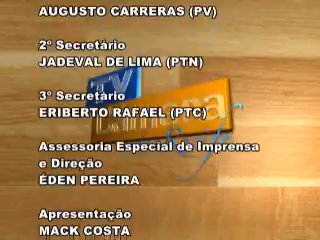 AUGUSTO CARRERAS (PV)
2º Secretário
JADEVAL DE LIMA (PTN)
3º Secretário
ERIBERTO RAFAEL (PTC)
Assessoria Especial de Imprensa
e Direção
ÉDEN PEREIRA
Apresentação
MACK COSTA
TV